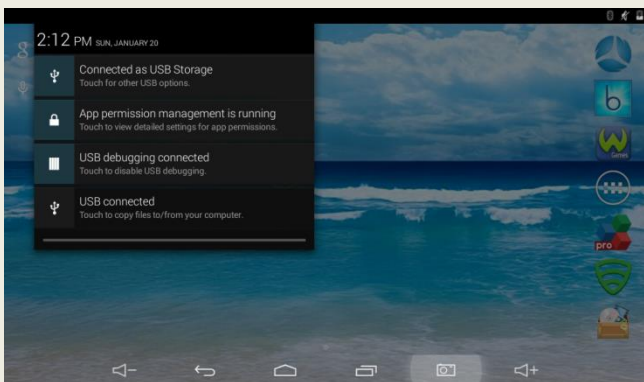 2:12 PM SUN, JANUARY 20
Connected as USB Storage
Touch for other USB options.
App permission management is running
Touch to view detailed settings for app permissions.
USB debugging connected
Touch to disable USB debugging.
USB connected
Touch to copy files to/from your computer.
g
b
W
Games
pro